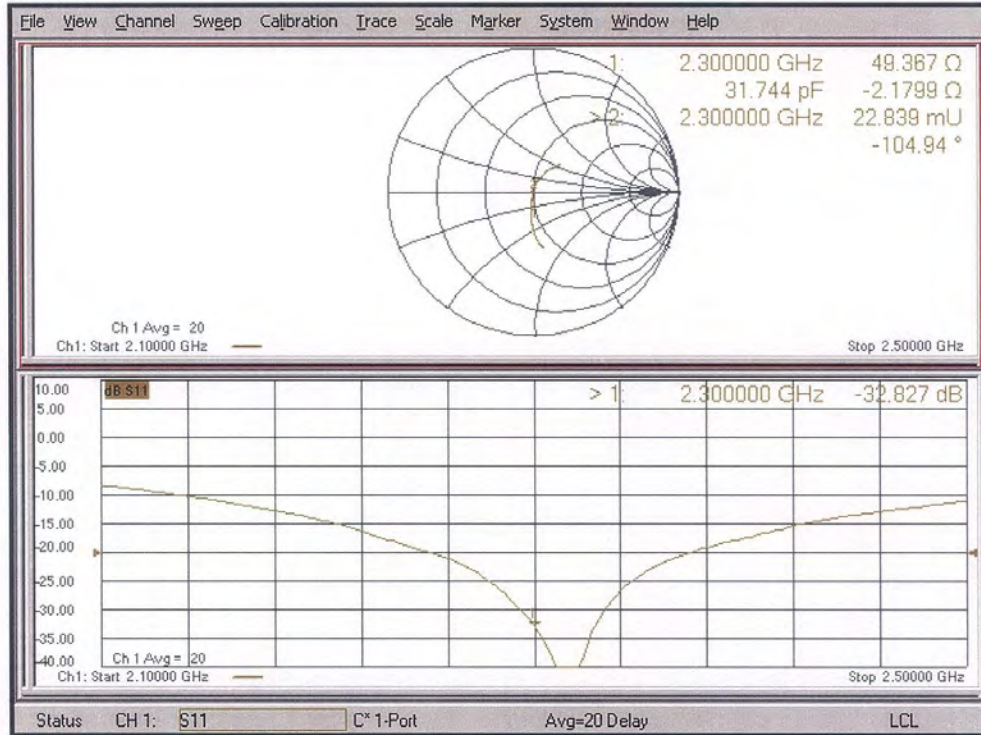 File View Channel Sweep Calibration Trace Scale Marker System Window Help
1: 2.300000 GHz 49.367 Ω
31.744 pF -2.1799 Ω
> 2: 2.300000 GHz 22.839 mU
-104.94 °
Ch 1 Avg = 20
Ch1: Start 2.10000 GHz
Stop 2.50000 GHz
10.00
dB S11
> 1: 2.300000 GHz -32.827 dB
5.00
0.00
-5.00
-10.00
-15.00
-20.00
-25.00
-30.00
-35.00
-40.00
Ch 1 Avg = 20
Ch1: Start 2.10000 GHz
Stop 2.50000 GHz
Status CH 1: S11 C* 1-Port Avg=20 Delay LCL